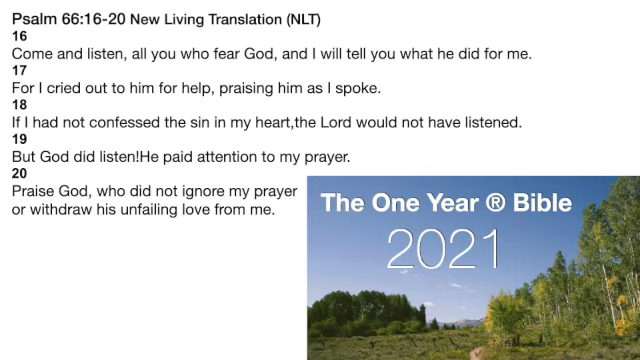 Psalm 66:16-20 New Living Translation (NLT)
16
Come and listen, all you who fear God, and I will tell you what he did for me.
17
For I cried out to him for help, praising him as I spoke.
18
If I had not confessed the sin in my heart,the Lord would not have listened.
19
But God did listen!He paid attention to my prayer.
20
Praise God, who did not ignore my prayer
or withdraw his unfailing love from me.
The One Year ® Bible
2021